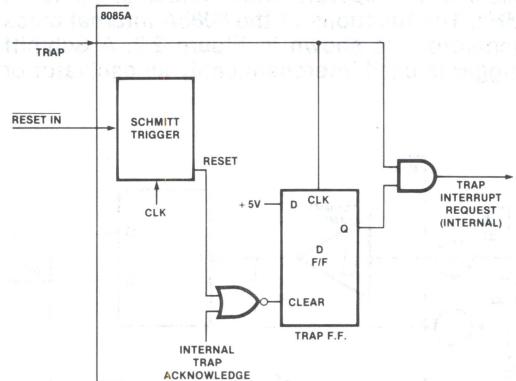 8085A
TRAP
RESET IN
SCHMITT
TRIGGER
RESET
CLK
+5V
D
CLK
Q
D
F/F
CLEAR
TRAP F.F.
INTERNAL
TRAP
ACKNOWLEDGE
TRAP
INTERRUPT
REQUEST
(INTERNAL)